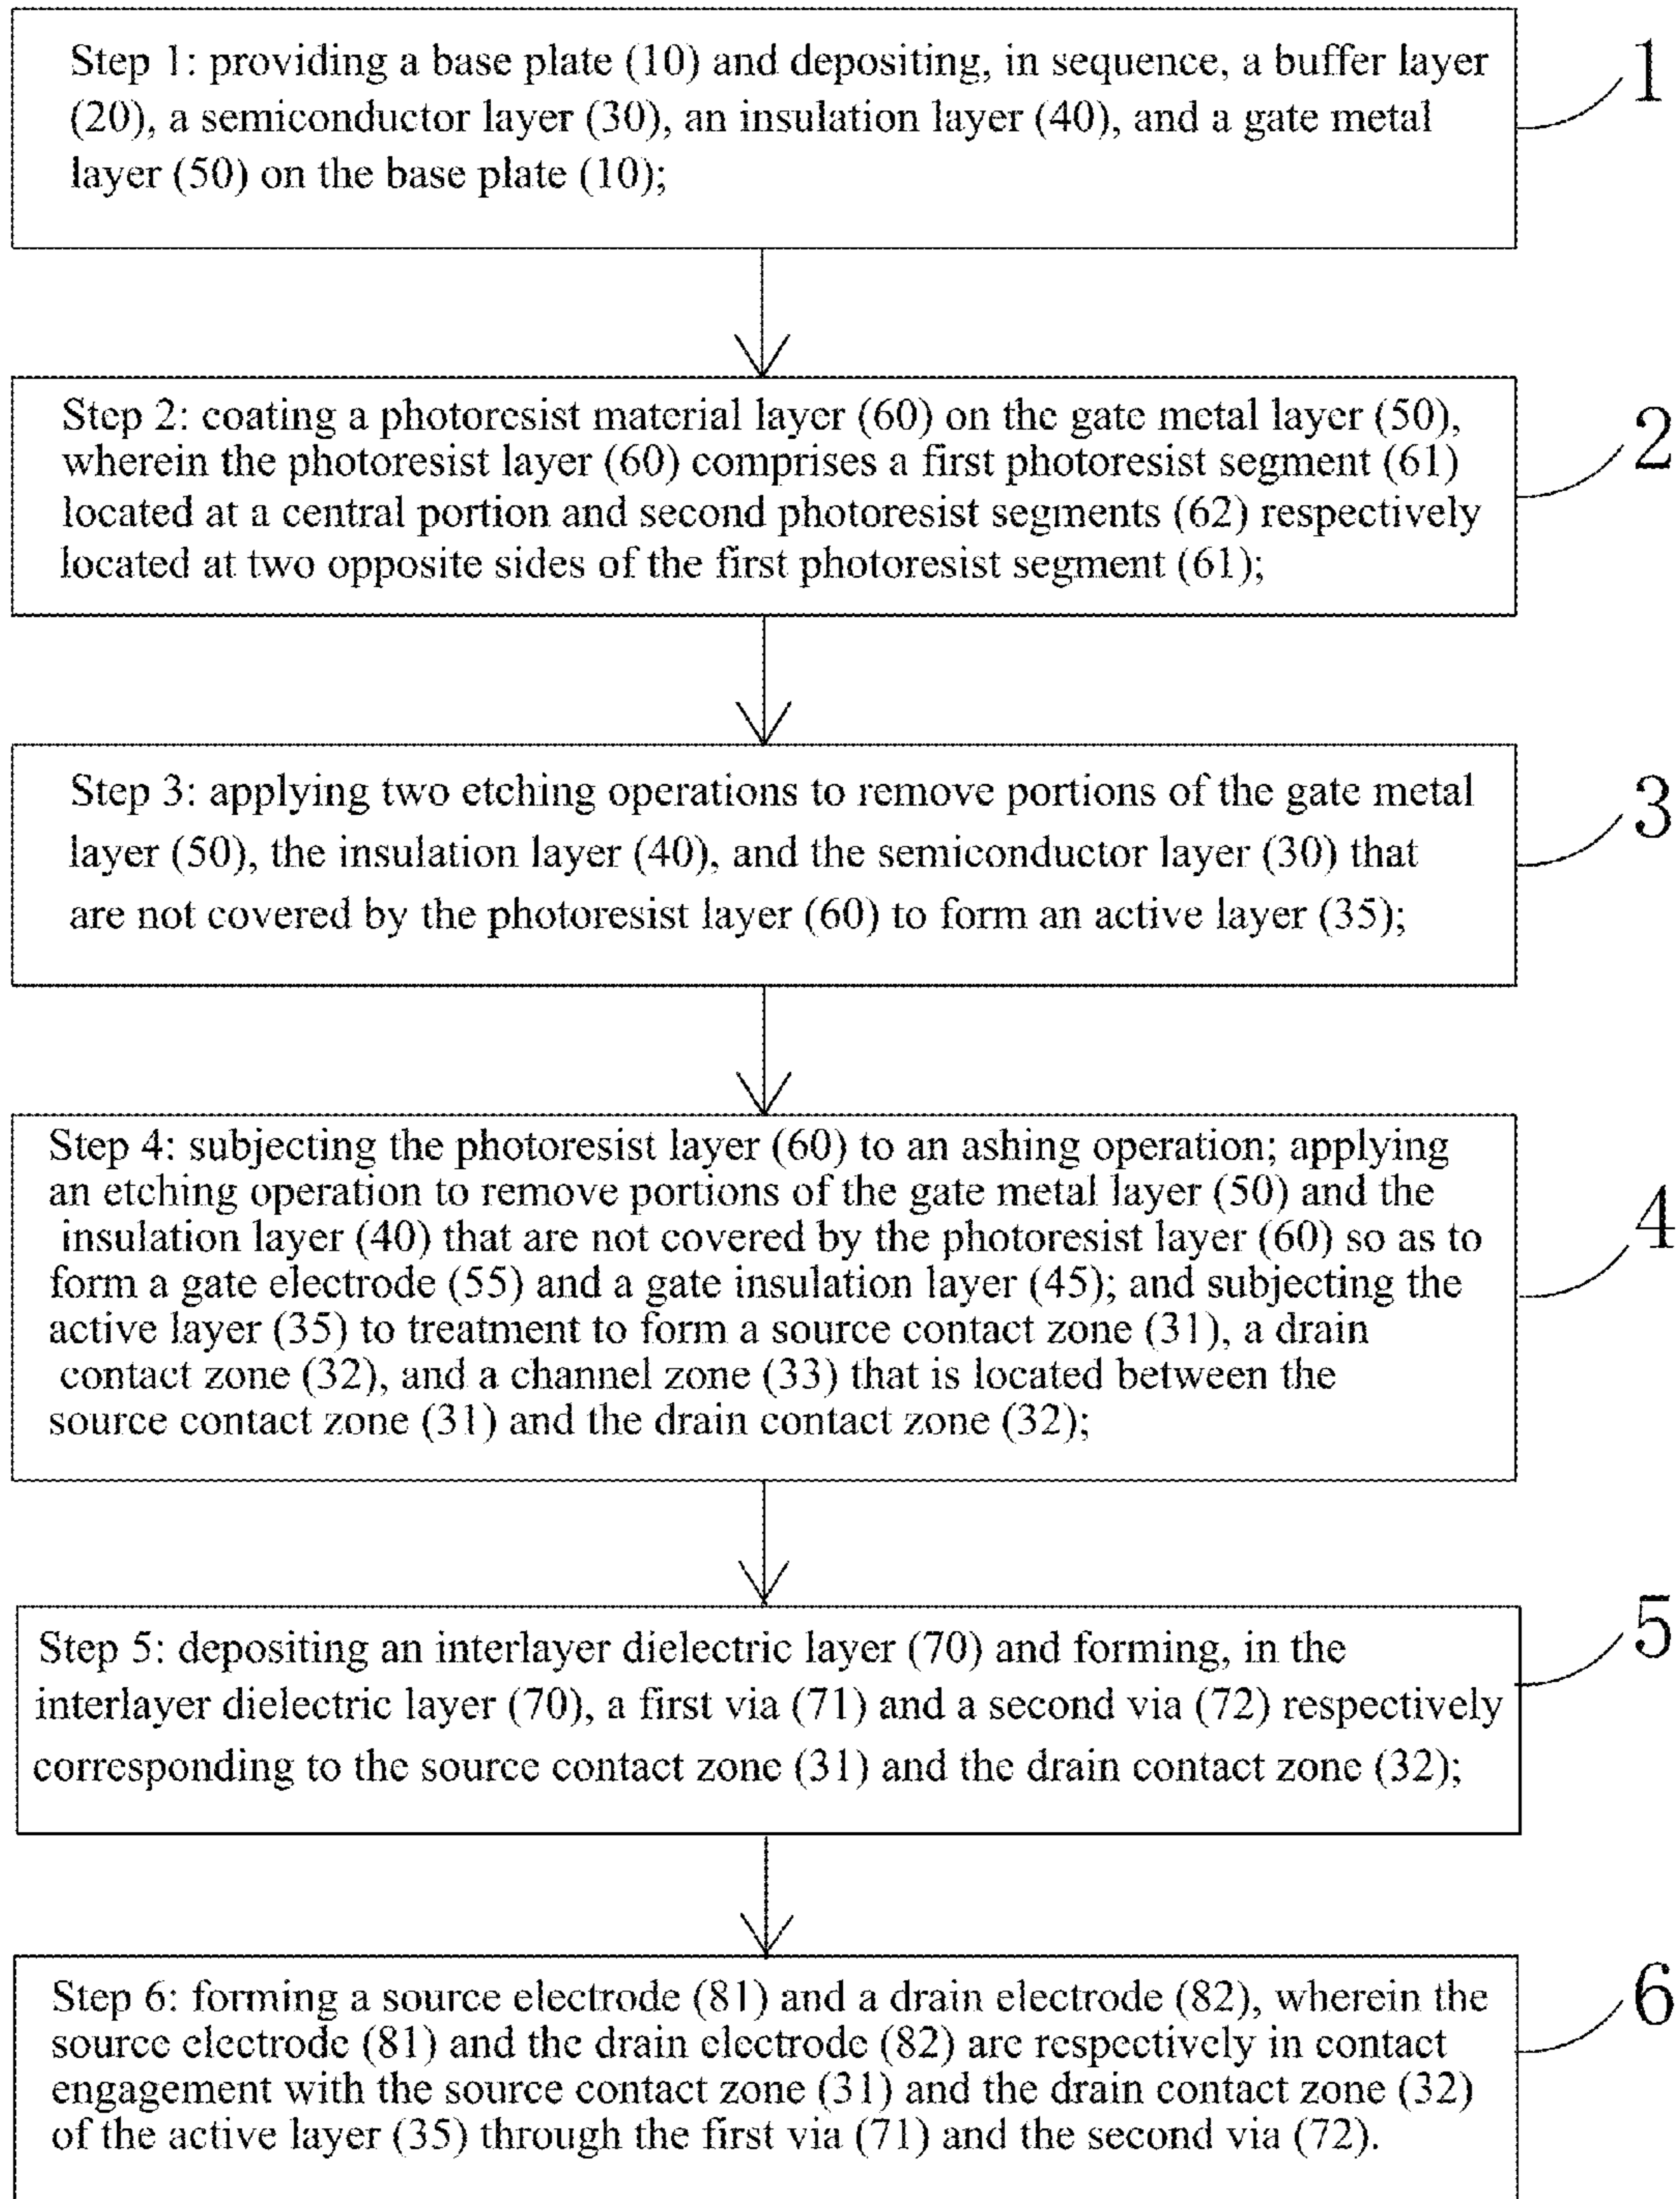 Step 1: providing a base plate (10) and depositing, in sequence, a buffer layer
(20), a semiconductor layer (30), an insulation layer (40), and a gate metal
layer (50) on the base plate (10);
1
Step 2: coating a photoresist material layer (60) on the gate metal layer (50),
wherein the photoresist layer (60) comprises a first photoresist segment (61)
located at a central portion and second photoresist segments (62) respectively
located at two opposite sides of the first photoresist segment (61);
2
Step 3: applying two etching operations to remove portions of the gate metal
layer (50), the insulation layer (40), and the semiconductor layer (30) that
are not covered by the photoresist layer (60) to form an active layer (35);
3
Step 4: subjecting the photoresist layer (60) to an ashing operation; applying
an etching operation to remove portions of the gate metal layer (50) and the
insulation layer (40) that are not covered by the photoresist layer (60) so as to
form a gate electrode (55) and a gate insulation layer (45); and subjecting the
active layer (35) to treatment to form a source contact zone (31), a drain
contact zone (32), and a channel zone (33) that is located between the
source contact zone (31) and the drain contact zone (32);
4
Step 5: depositing an interlayer dielectric layer (70) and forming, in the
interlayer dielectric layer (70), a first via (71) and a second via (72) respectively
corresponding to the source contact zone (31) and the drain contact zone (32);
5
Step 6: forming a source electrode (81) and a drain electrode (82), wherein the
source electrode (81) and the drain electrode (82) are respectively in contact
engagement with the source contact zone (31) and the drain contact zone (32)
of the active layer (35) through the first via (71) and the second via (72).
6